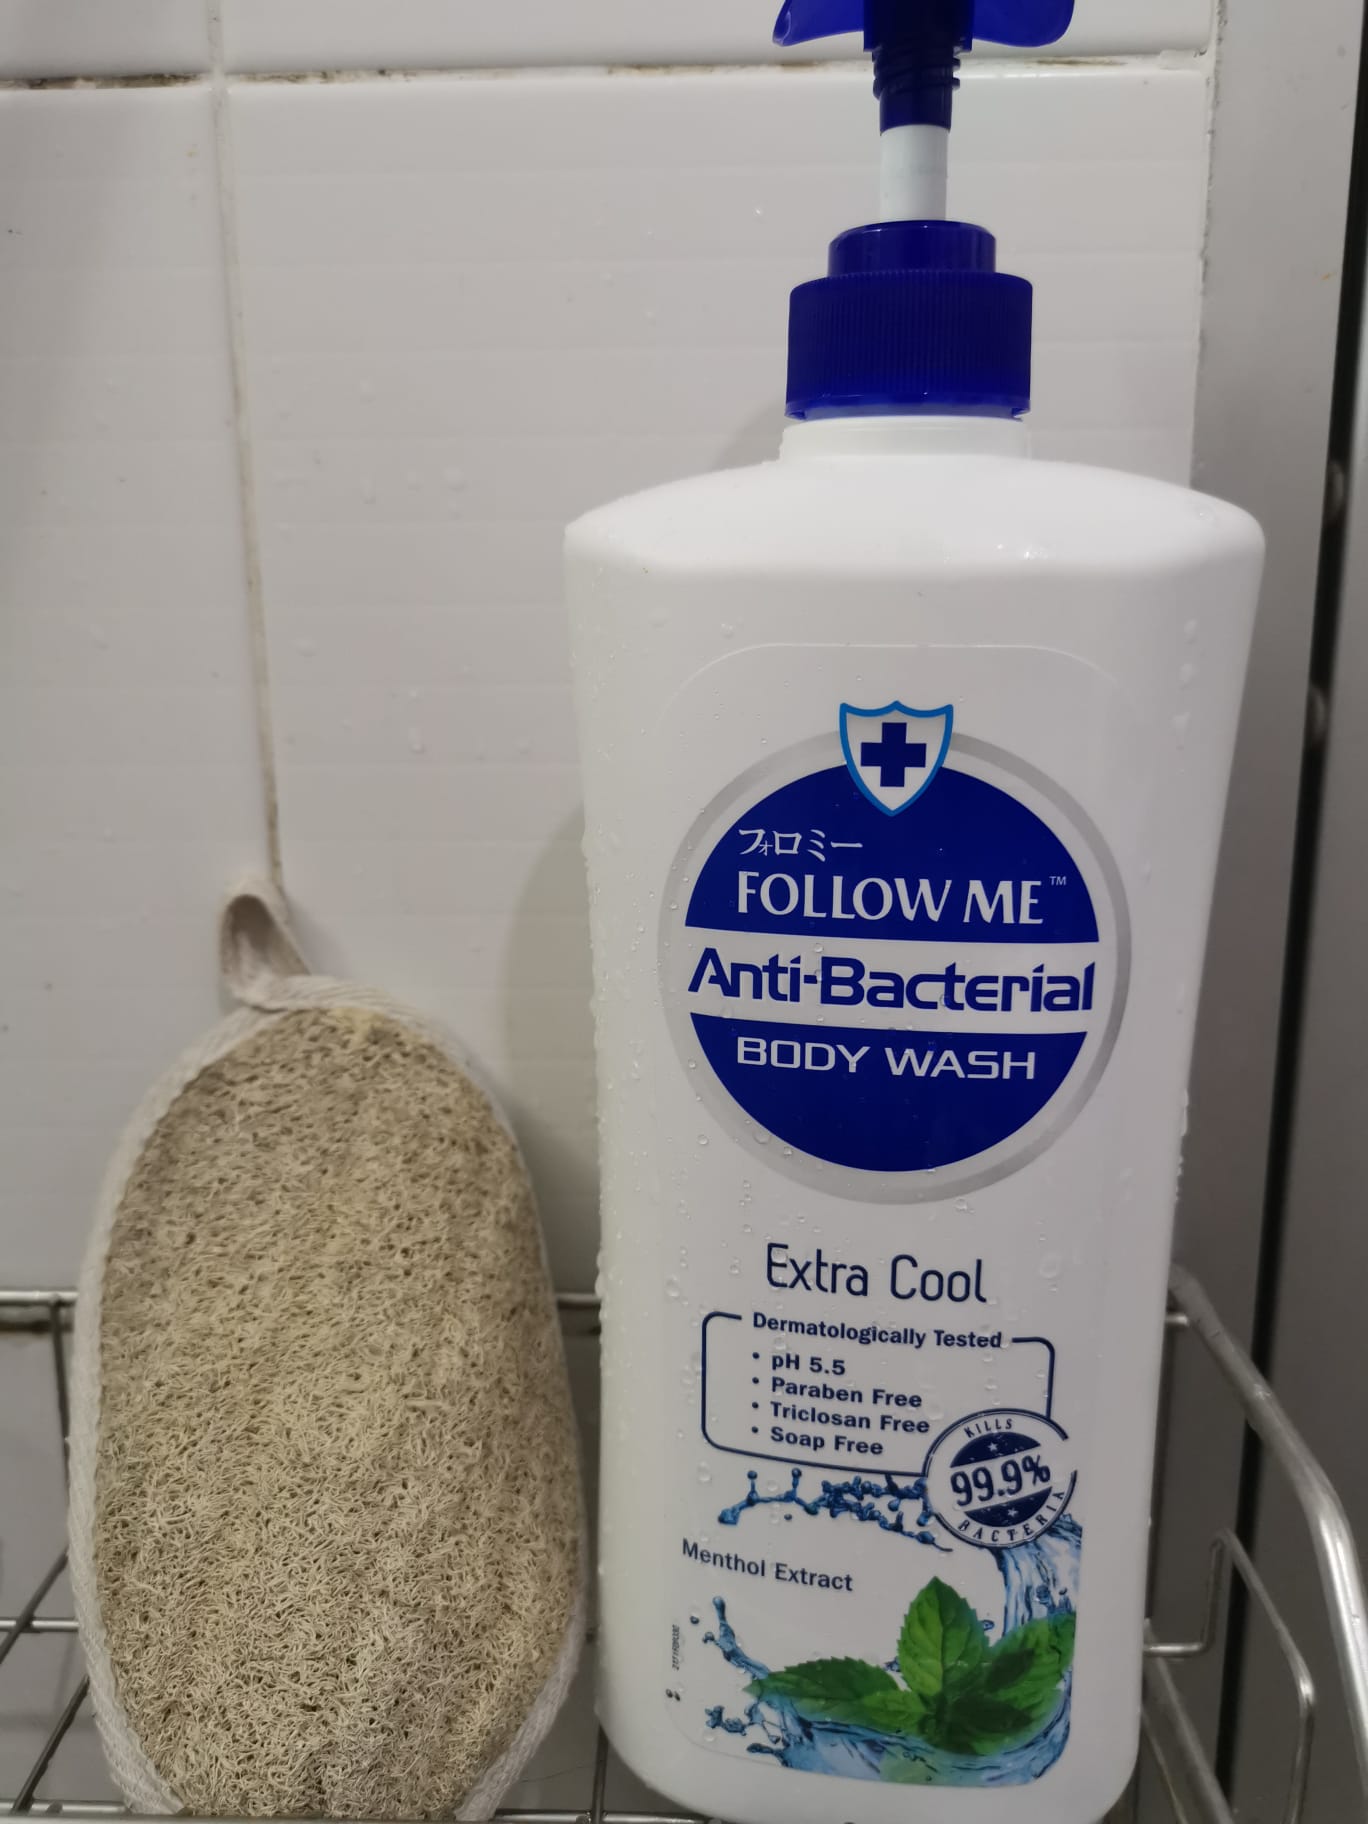 フォロミー
FOLLOW ME™
Anti-Bacterial
BODY WASH
Extra Cool
Dermatologically Tested
• pH 5.5
• Paraben Free
• Triclosan Free
• Soap Free
KILLS
99.9%
BACTERIA
Menthol Extract